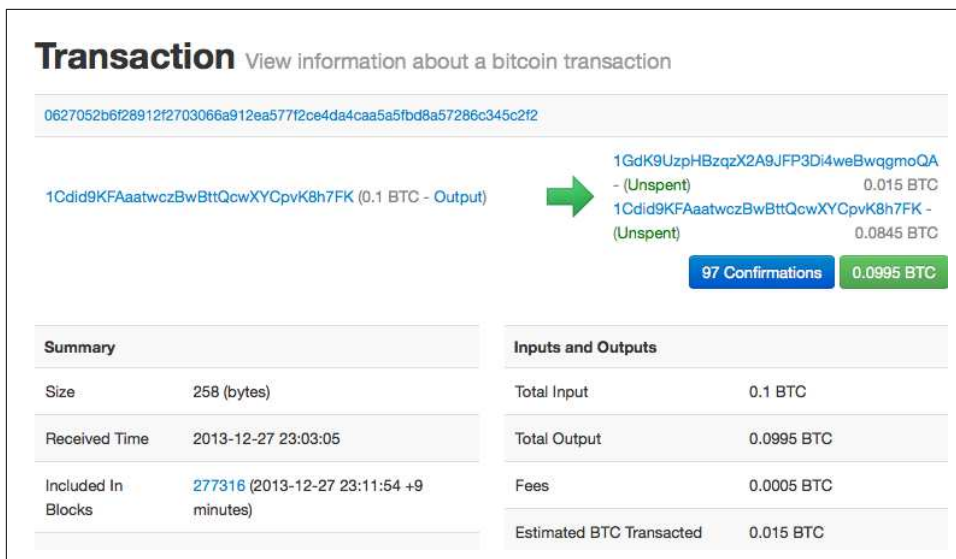 Transaction View information about a bitcoin transaction
0627052b6f28912f2703066a912ea577f2ce4da4caa5a5fbd8a57286c345c2f2
1Cdid9KFAaatwczBwBttQcwXYCpvK8h7FK (0.1 BTC - Output)
1GdK9UzpHBzqzX2A9JFP3Di4weBwqgmoQA
- (Unspent) 0.015 BTC
1Cdid9KFAaatwczBwBttQcwXYCpvK8h7FK -
(Unspent) 0.0845 BTC
97 Confirmations 0.0995 BTC
Summary
Size 258 (bytes)
Received Time 2013-12-27 23:03:05
Included In 277316 (2013-12-27 23:11:54 +9
Blocks minutes)
Inputs and Outputs
Total Input 0.1 BTC
Total Output 0.0995 BTC
Fees 0.0005 BTC
Estimated BTC Transacted 0.015 BTC